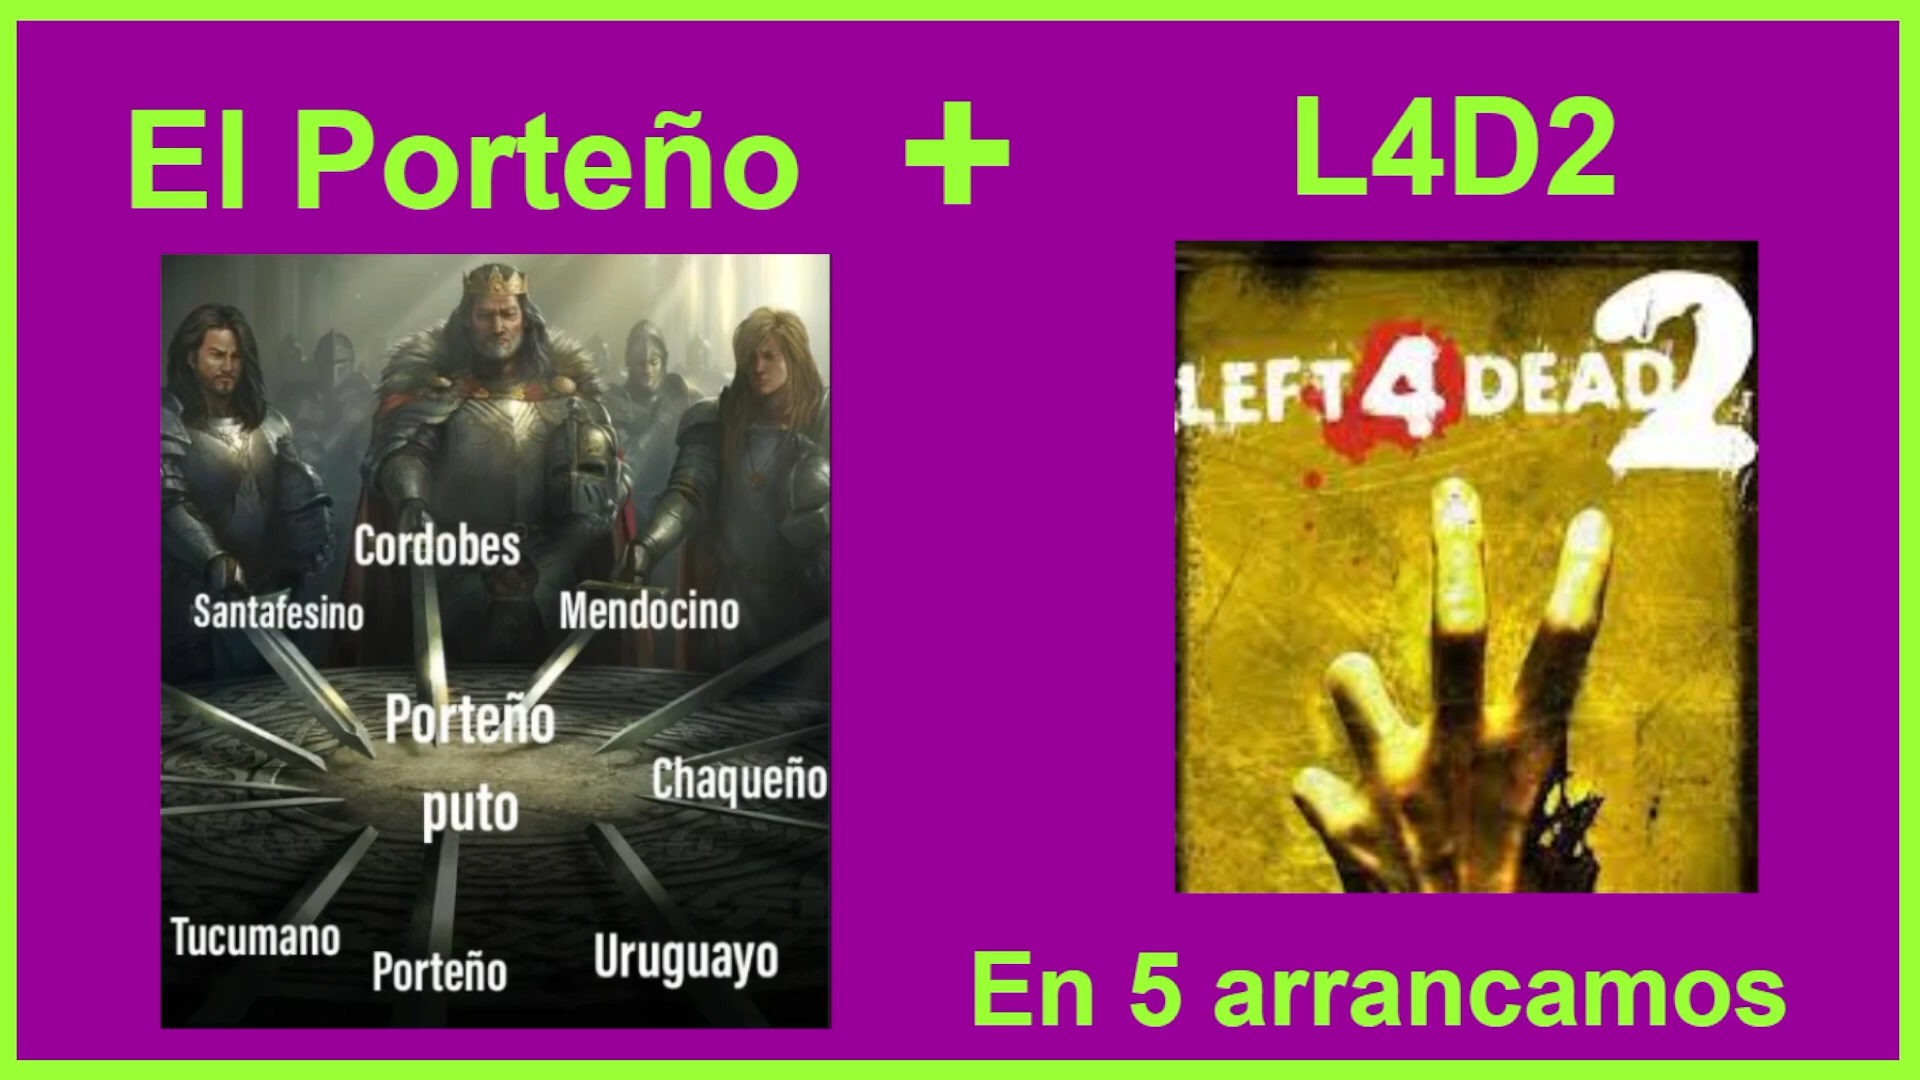 El Porteño + L4D2
Cordobes
Santafesino
Mendocino
Porteño
puto
Chaqueño
Tucumano
Porteño
Uruguayo
LEFT 4 DEAD 2
En 5 arrancamos